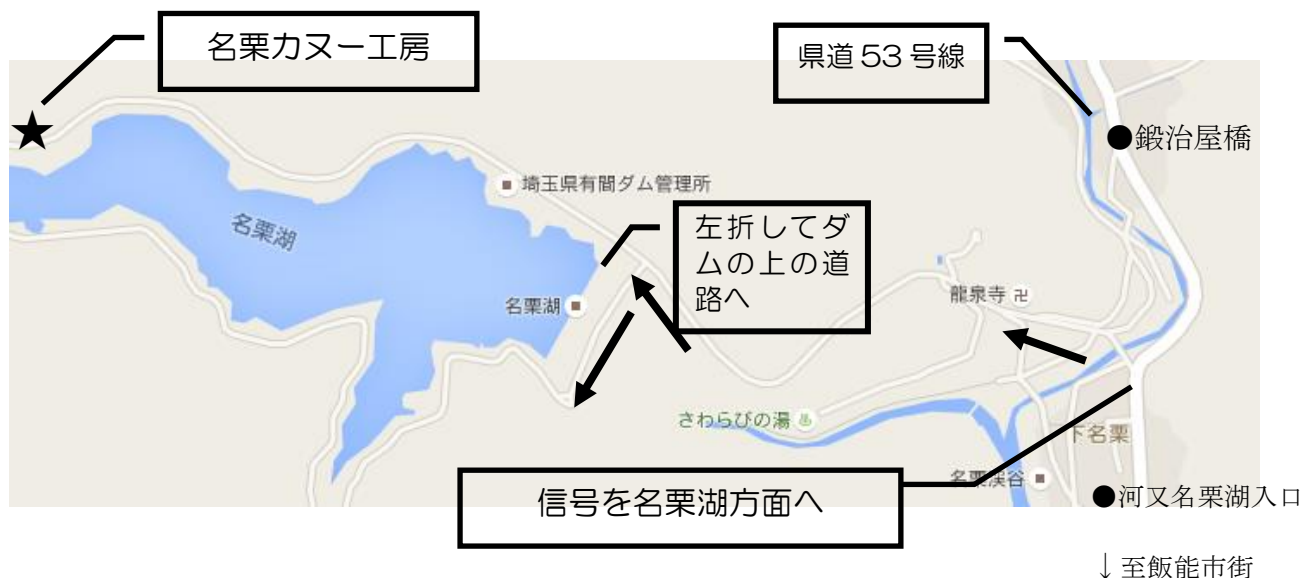 名栗カヌー工房
県道53号線
★
●鍛治屋橋
埼玉県有間ダム管理所
名栗湖
左折してダ
ムの上の道
路へ
名栗湖
龍泉寺 卍
さわらびの湯 ♨
下名栗
名栗渓谷
信号を名栗湖方面へ
●河又名栗湖入口
↓至飯能市街